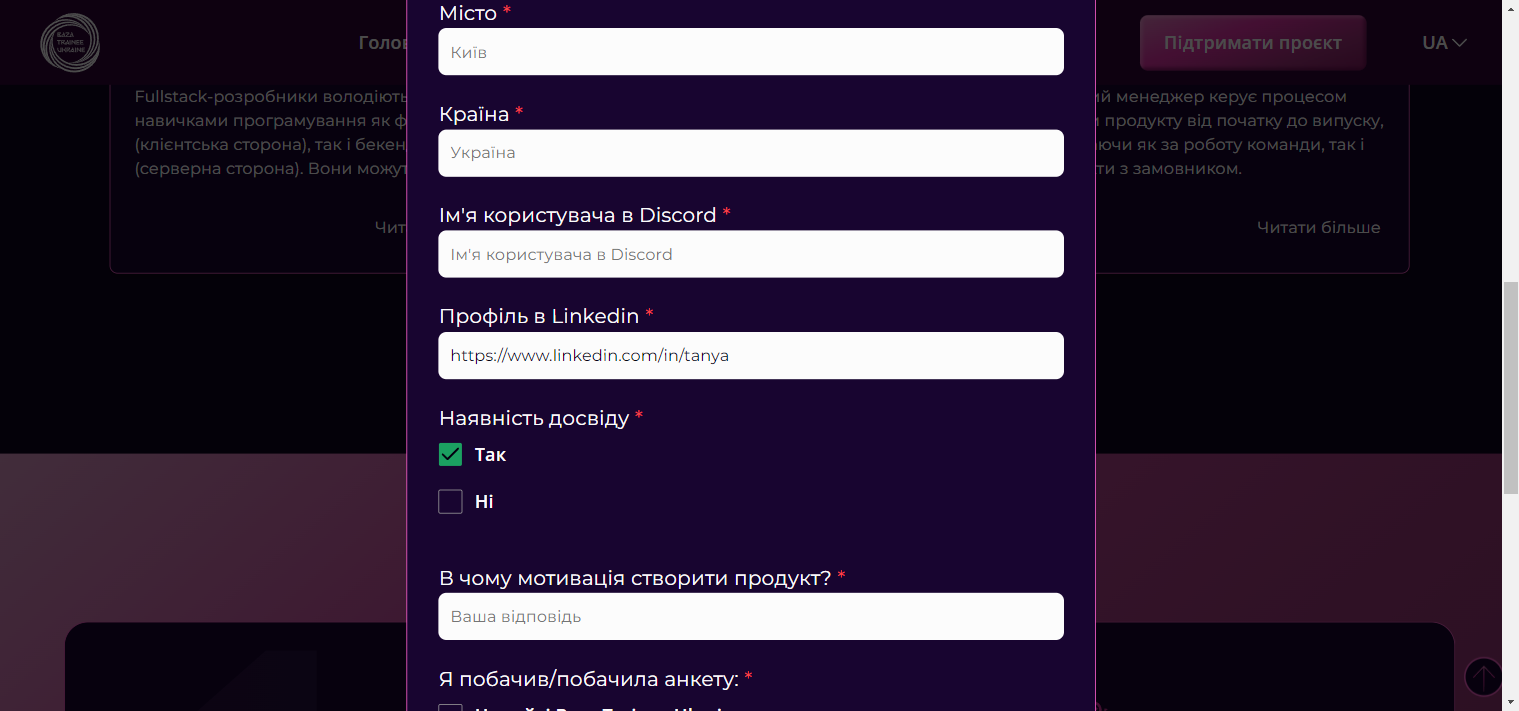 BAZA
TRAINEE
UKRAINE
Голов
Підтримати проєкт
UA
Fullstack-розробники володіють
навичками програмування як ф
(клієнтська сторона), так і бекен
(серверна сторона). Вони можут
Чит
ий менеджер керує процесом
и продукту від початку до випуску,
ючи як за роботу команди, так і
ти з замовником.
Читати більше
Місто *
Київ
Країна *
Україна
Ім'я користувача в Discord *
Ім'я користувача в Discord
Профіль в Linkedin *
https://www.linkedin.com/in/tanya
Наявність досвіду *
Так
Ні
В чому мотивація створити продукт? *
Ваша відповідь
Я побачив/побачила анкету: *